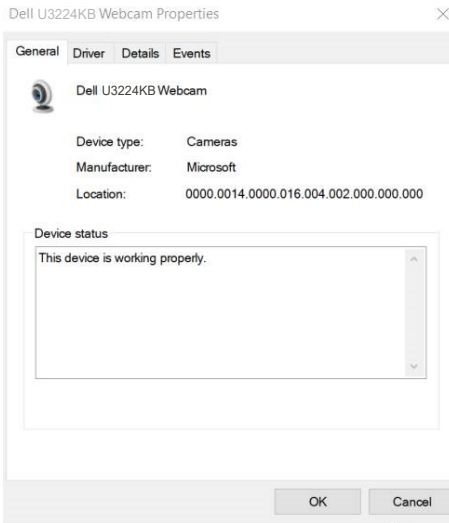 Dell U3224KB Webcam Properties
General Driver Details Events
Dell U3224KB Webcam
Device type: Cameras
Manufacturer: Microsoft
Location: 0000.0014.0000.016.004.002.000.000.000
Device status
This device is working properly.
OK Cancel